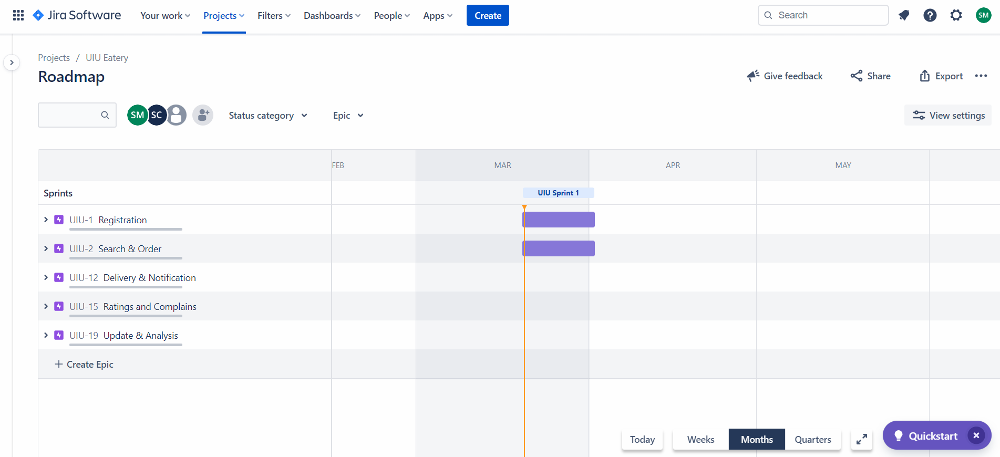 Jira Software Your work Projects Filters Dashboards People Apps Create Search SM
Projects / UIU Eatery
Roadmap
Give feedback Share Export
SM SC Status category Epic View settings
FEB MAR APR MAY
Sprints UIU Sprint 1
UIU-1 Registration
UIU-2 Search & Order
UIU-12 Delivery & Notification
UIU-15 Ratings and Complains
UIU-19 Update & Analysis
+ Create Epic
Today Weeks Months Quarters Quickstart